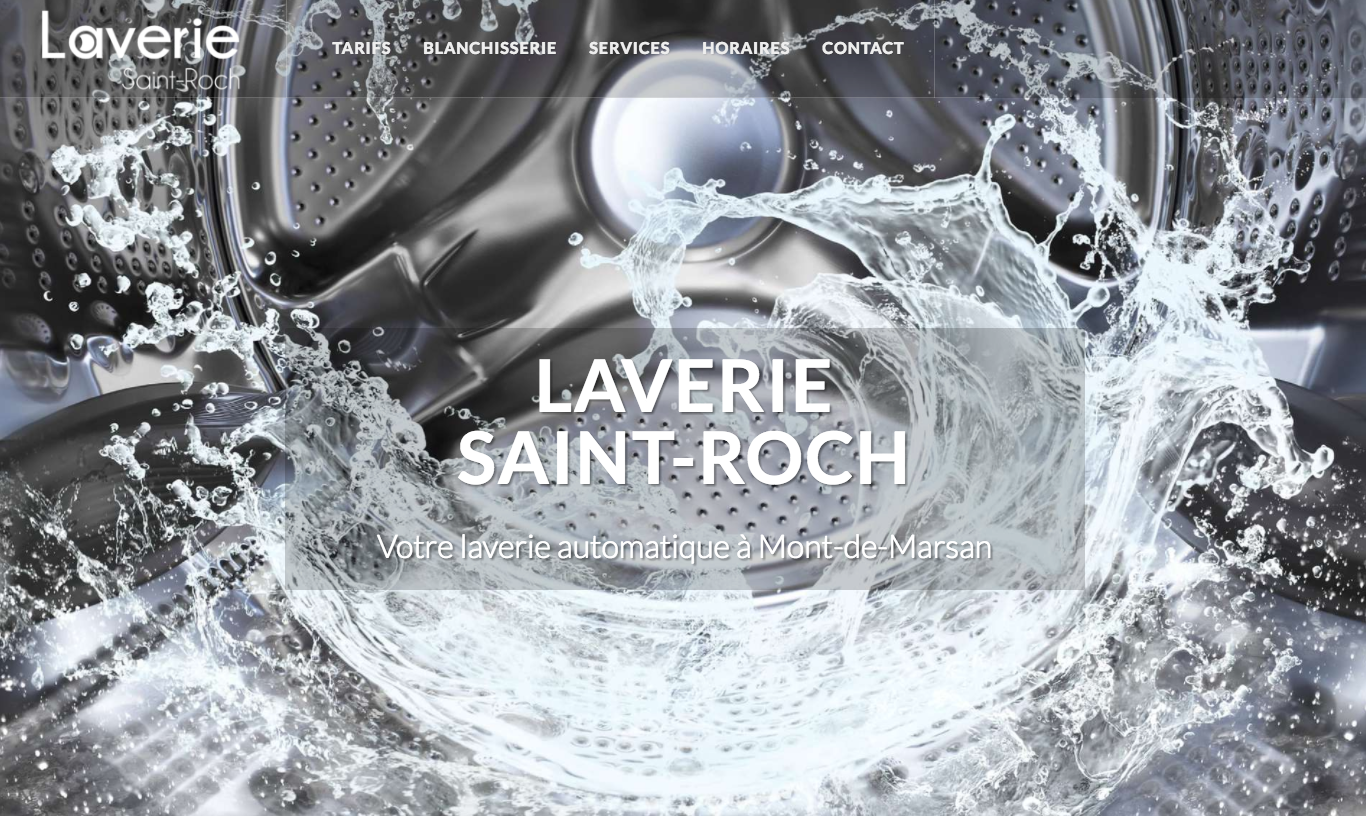 Laverie
Saint-Roch
TARIFS BLANCHISSERIE SERVICES HORAIRES CONTACT
LAVERIE
SAINT-ROCH
Votre laverie automatique à Mont-de-Marsan